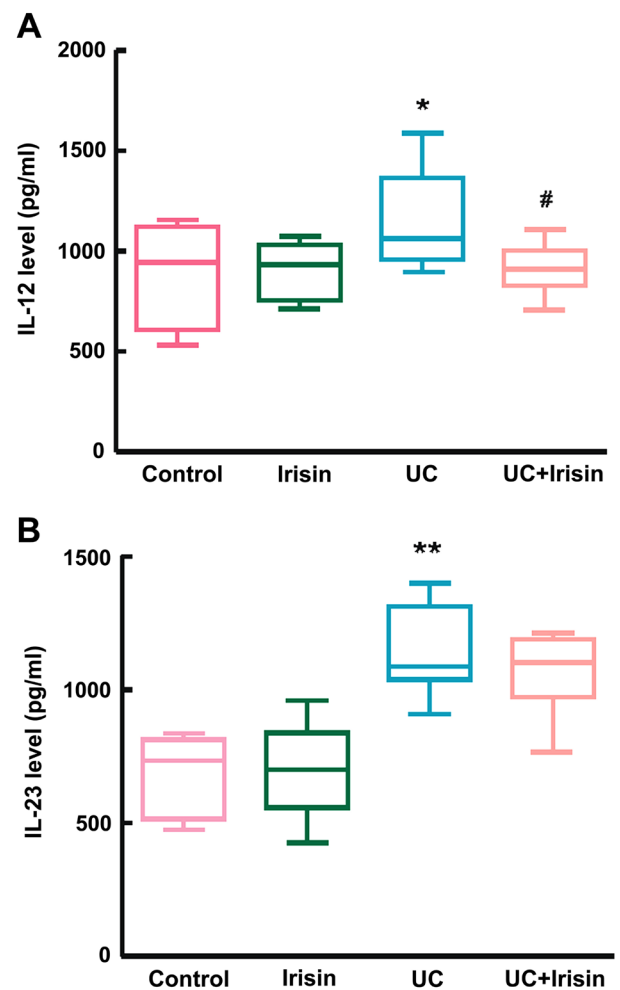 A
2000
1500
1000
500
0
IL-12 level (pg/ml)
*
#
Control Irisin UC UC+Irisin
B
1500
1000
500
0
IL-23 level (pg/ml)
**
Control Irisin UC UC+Irisin